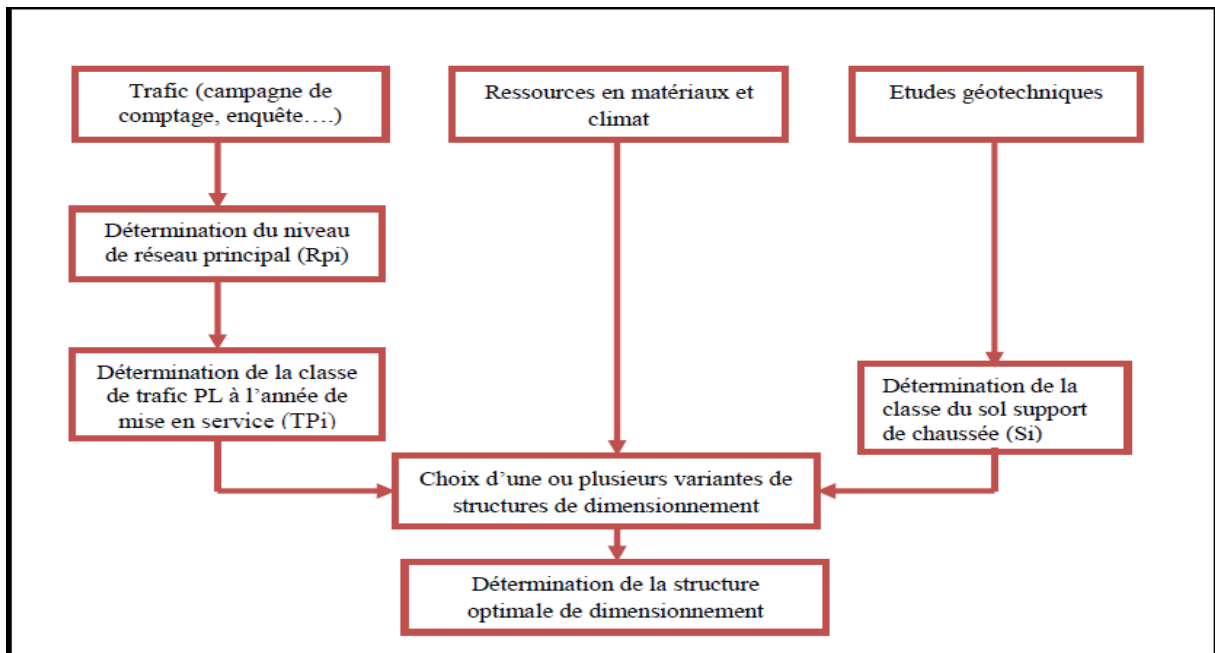 Trafic (campagne de
comptage, enquête….)
Ressources en matériaux et
climat
Etudes géotechniques
Détermination du niveau
de réseau principal (Rpi)
Détermination de la classe
de trafic PL à l’année de
mise en service (TPi)
Détermination de la
classe du sol support
de chaussée (Si)
Choix d’une ou plusieurs variantes de
structures de dimensionnement
Détermination de la structure
optimale de dimensionnement